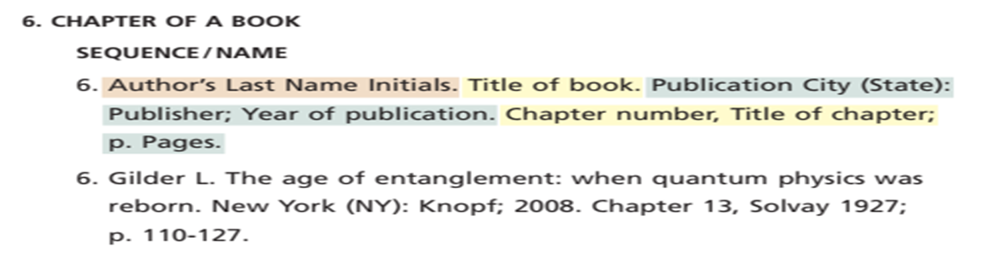 6. CHAPTER OF A BOOK
SEQUENCE/NAME
6. Author’s Last Name Initials. Title of book. Publication City (State):
Publisher; Year of publication. Chapter number, Title of chapter;
p. Pages.
6. Gilder L. The age of entanglement: when quantum physics was
reborn. New York (NY): Knopf; 2008. Chapter 13, Solvay 1927;
p. 110-127.